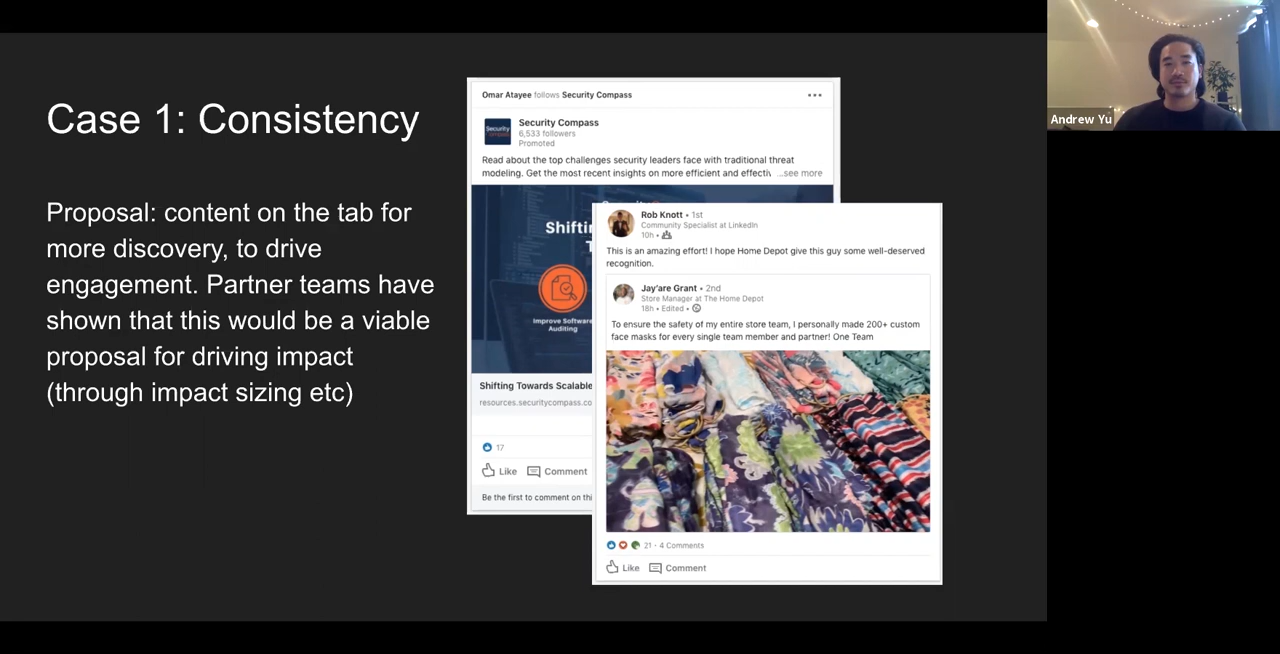 Case 1: Consistency
Proposal: content on the tab for
more discovery, to drive
engagement. Partner teams have
shown that this would be a viable
proposal for driving impact
(through impact sizing etc)
Omar Atayee follows Security Compass
Security Compass
6,533 followers
Promoted
Read about the top challenges security leaders face with traditional threat
modeling. Get the most recent insights on more efficient and effectiv ...see more
Shifti
T
Improve Software
Auditing
Shifting Towards Scalable
resources.securitycompass.co
17
Like Comment
Be the first to comment on thi
Rob Knott • 1st
Community Specialist at LinkedIn
10h •
This is an amazing effort! I hope Home Depot give this guy some well-deserved
recognition.
Jay'are Grant • 2nd
Store Manager at The Home Depot
18h • Edited •
To ensure the safety of my entire store team, I personally made 200+ custom
face masks for every single team member and partner! One Team
21 • 4 Comments
Like Comment
Andrew Yu